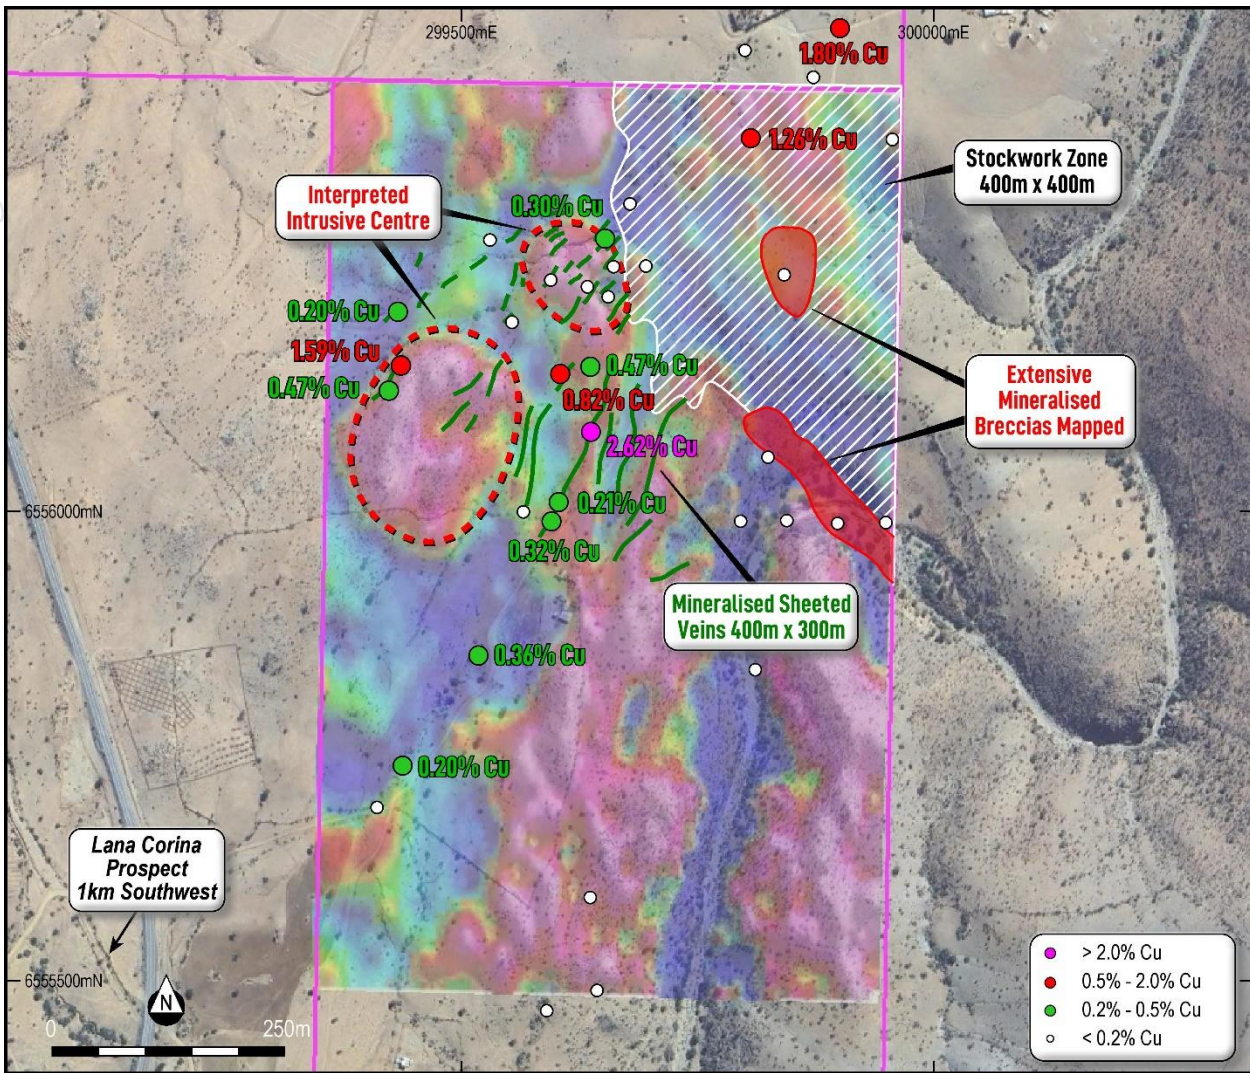 299500mE
300000mE
1.80% Cu
1.26% Cu
Stockwork Zone
400m x 400m
Interpreted
Intrusive Centre
0.30% Cu
0.20% Cu
1.59% Cu
0.47% Cu
0.47% Cu
0.82% Cu
Extensive
Mineralised
Breccias Mapped
2.62% Cu
6556000mN
0.21% Cu
0.32% Cu
Mineralised Sheeted
Veins 400m x 300m
0.36% Cu
0.20% Cu
Lana Corina
Prospect
1km Southwest
6555500mN
N
0
250m
> 2.0% Cu
0.5% - 2.0% Cu
0.2% - 0.5% Cu
< 0.2% Cu